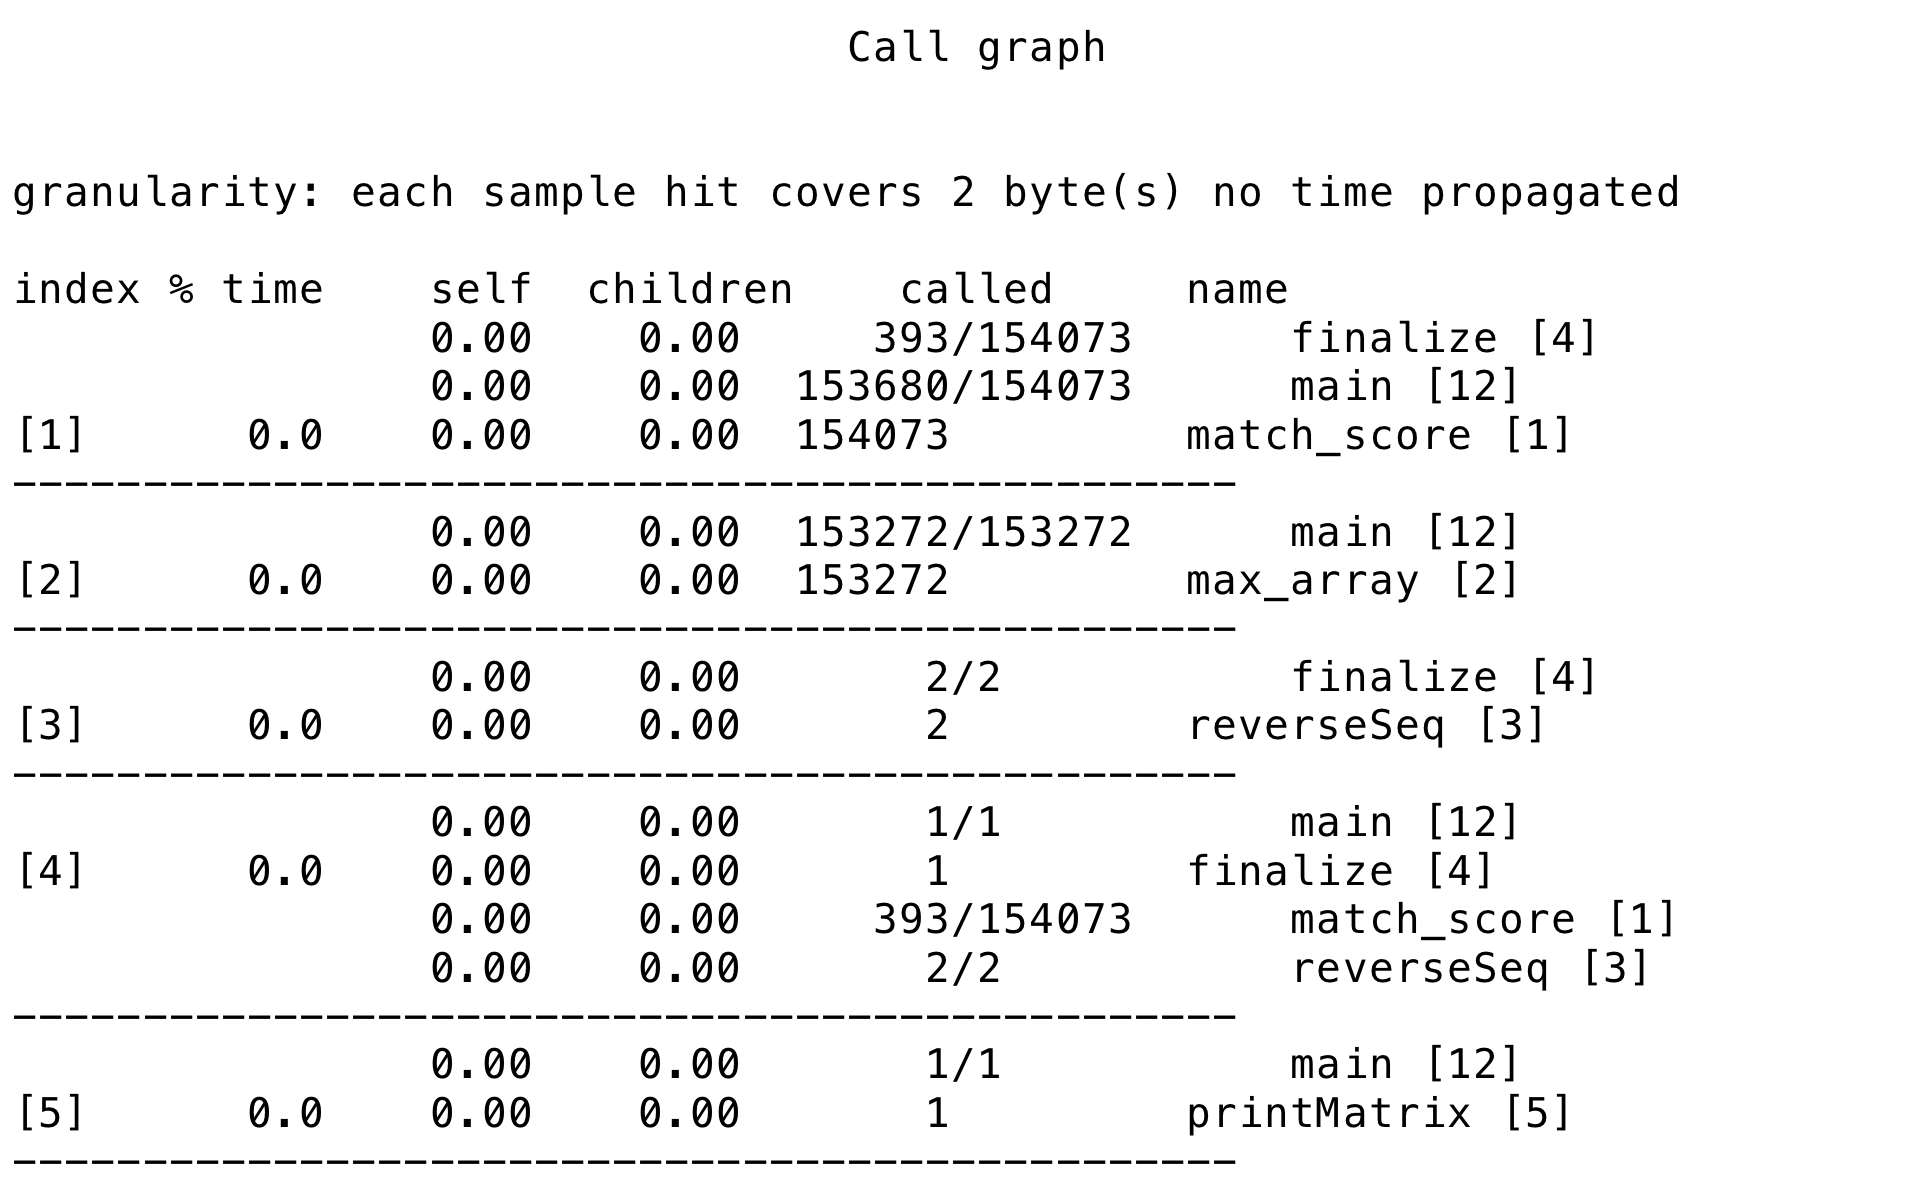 Call graph
granularity: each sample hit covers 2 byte(s) no time propagated
index % time    self  children    called     name
                0.00    0.00     393/154073      finalize [4]
                0.00    0.00  153680/154073      main [12]
[1]      0.0    0.00    0.00  154073         match_score [1]
-----------------------------------------------
                0.00    0.00  153272/153272      main [12]
[2]      0.0    0.00    0.00  153272         max_array [2]
-----------------------------------------------
                0.00    0.00       2/2           finalize [4]
[3]      0.0    0.00    0.00       2         reverseSeq [3]
-----------------------------------------------
                0.00    0.00       1/1           main [12]
[4]      0.0    0.00    0.00       1         finalize [4]
                0.00    0.00     393/154073      match_score [1]
                0.00    0.00       2/2           reverseSeq [3]
-----------------------------------------------
                0.00    0.00       1/1           main [12]
[5]      0.0    0.00    0.00       1         printMatrix [5]
-----------------------------------------------